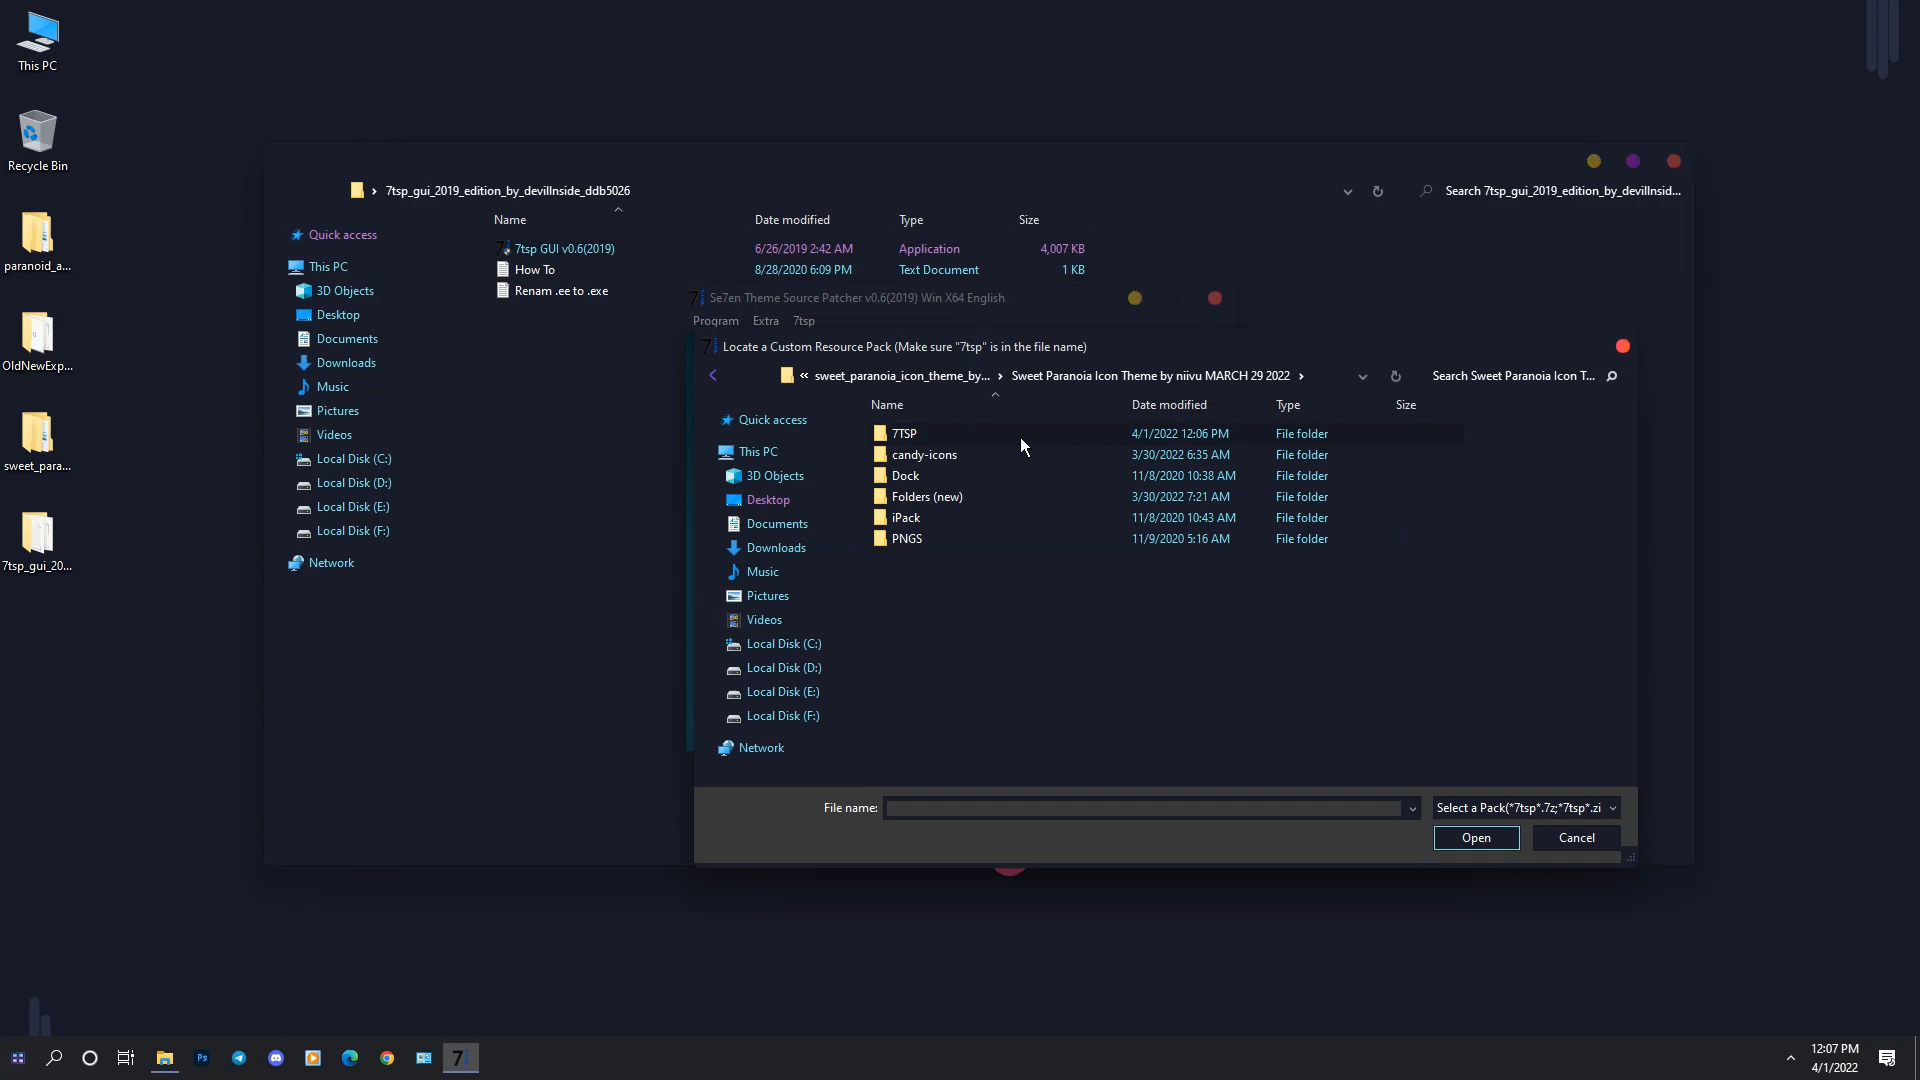 This PC
Recycle Bin
paranoid_a...
OldNewExp...
sweet_para...
7tsp_gui_20...
7tsp_gui_2019_edition_by_devillnside_ddb5026
Search 7tsp_gui_2019_edition_by_devillnsid...
Name
Date modified
Type
Size
7tsp GUI v0.6(2019)
6/26/2019 2:42 AM
Application
4,007 KB
How To
8/28/2020 6:09 PM
Text Document
1 KB
Renam .ee to .exe
Quick access
This PC
3D Objects
Desktop
Documents
Downloads
Music
Pictures
Videos
Local Disk (C:)
Local Disk (D:)
Local Disk (E:)
Local Disk (F:)
Network
Se7en Theme Source Patcher v0.6(2019) Win X64 English
Program Extra 7tsp
Locate a Custom Resource Pack (Make sure "7tsp" is in the file name)
« sweet_paranoia_icon_theme_by... › Sweet Paranoia Icon Theme by niivu MARCH 29 2022 ›
Search Sweet Paranoia Icon T...
Name
Date modified
Type
Size
7TSP
4/1/2022 12:06 PM
File folder
candy-icons
3/30/2022 6:35 AM
File folder
Dock
11/8/2020 10:38 AM
File folder
Folders (new)
3/30/2022 7:21 AM
File folder
iPack
11/8/2020 10:43 AM
File folder
PNGS
11/9/2020 5:16 AM
File folder
Quick access
This PC
3D Objects
Desktop
Documents
Downloads
Music
Pictures
Videos
Local Disk (C:)
Local Disk (D:)
Local Disk (E:)
Local Disk (F:)
Network
File name:
Select a Pack(*7tsp*.7z;*7tsp*.zi
Open
Cancel
Ps
7
12:07 PM
4/1/2022